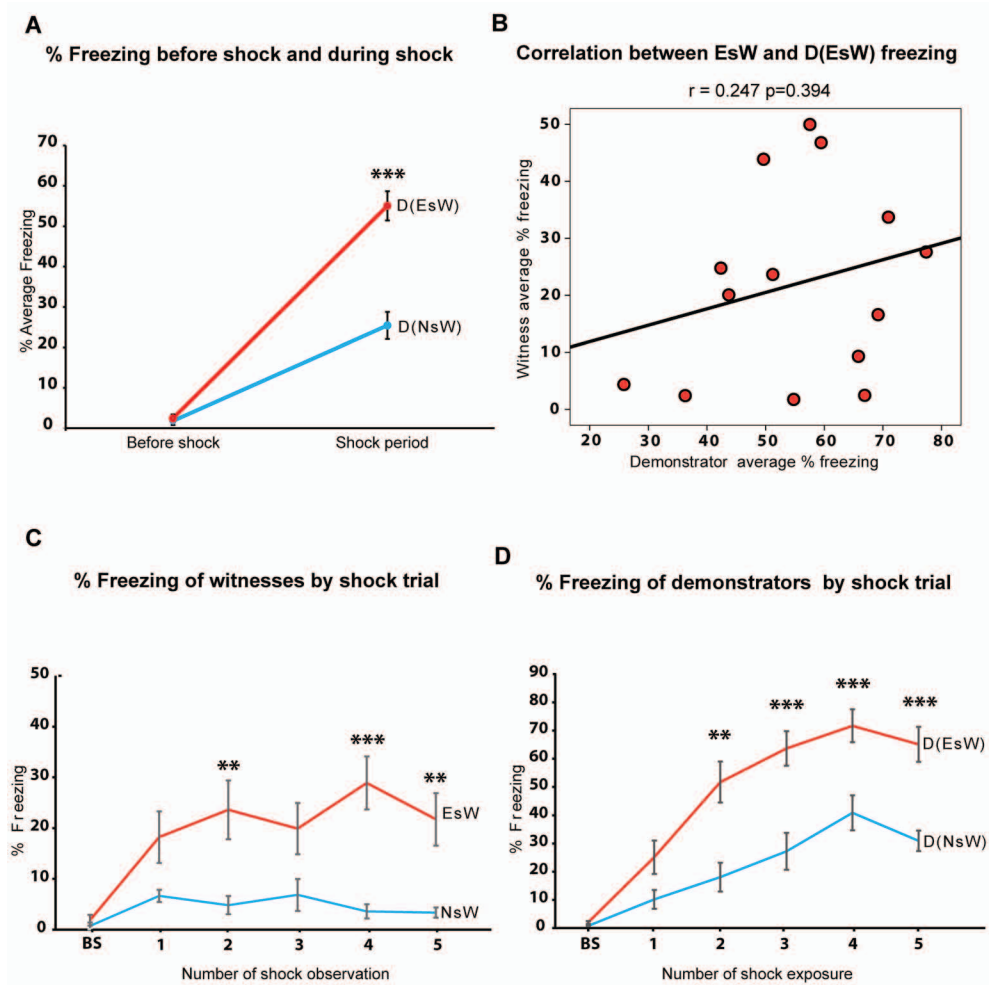 A
% Freezing before shock and during shock
70
60
50
40
30
20
10
0
% Average Freezing
***
D(EsW)
D(NsW)
Before shock
Shock period
B
Correlation between EsW and D(EsW) freezing
r = 0.247 p=0.394
50
40
30
20
10
0
Witness average % freezing
20 30 40 50 60 70 80
Demonstrator average % freezing
C
% Freezing of witnesses by shock trial
50
40
30
20
10
0
% Freezing
**
***
**
EsW
NsW
BS 1 2 3 4 5
Number of shock observation
D
% Freezing of demonstrators by shock trial
90
80
70
60
50
40
30
20
10
0
% Freezing
**
***
***
***
D(EsW)
D(NsW)
BS 1 2 3 4 5
Number of shock exposure